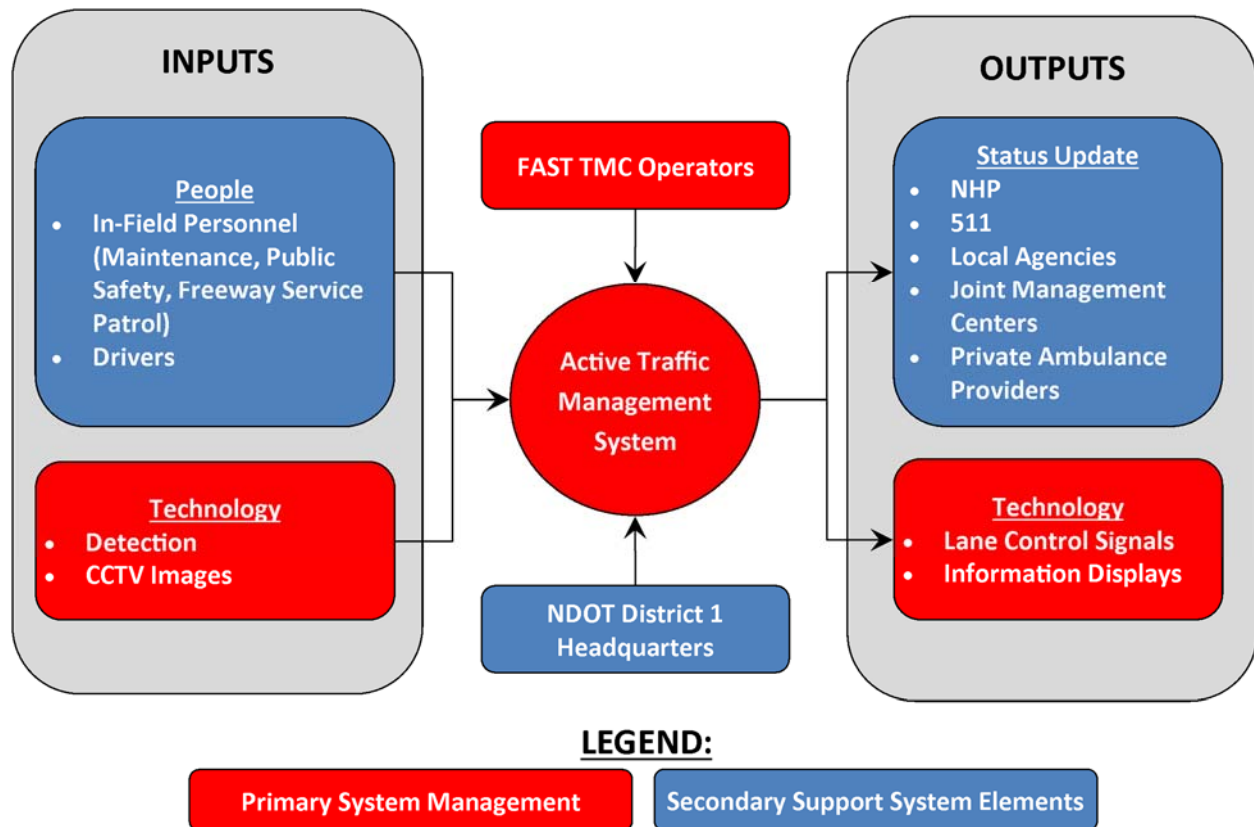 INPUTS
People
• In-Field Personnel
(Maintenance, Public
Safety, Freeway Service
Patrol)
• Drivers
Technology
• Detection
• CCTV Images
FAST TMC Operators
Active Traffic
Management
System
NDOT District 1
Headquarters
OUTPUTS
Status Update
• NHP
• 511
• Local Agencies
• Joint Management
Centers
• Private Ambulance
Providers
Technology
• Lane Control Signals
• Information Displays
LEGEND:
Primary System Management
Secondary Support System Elements